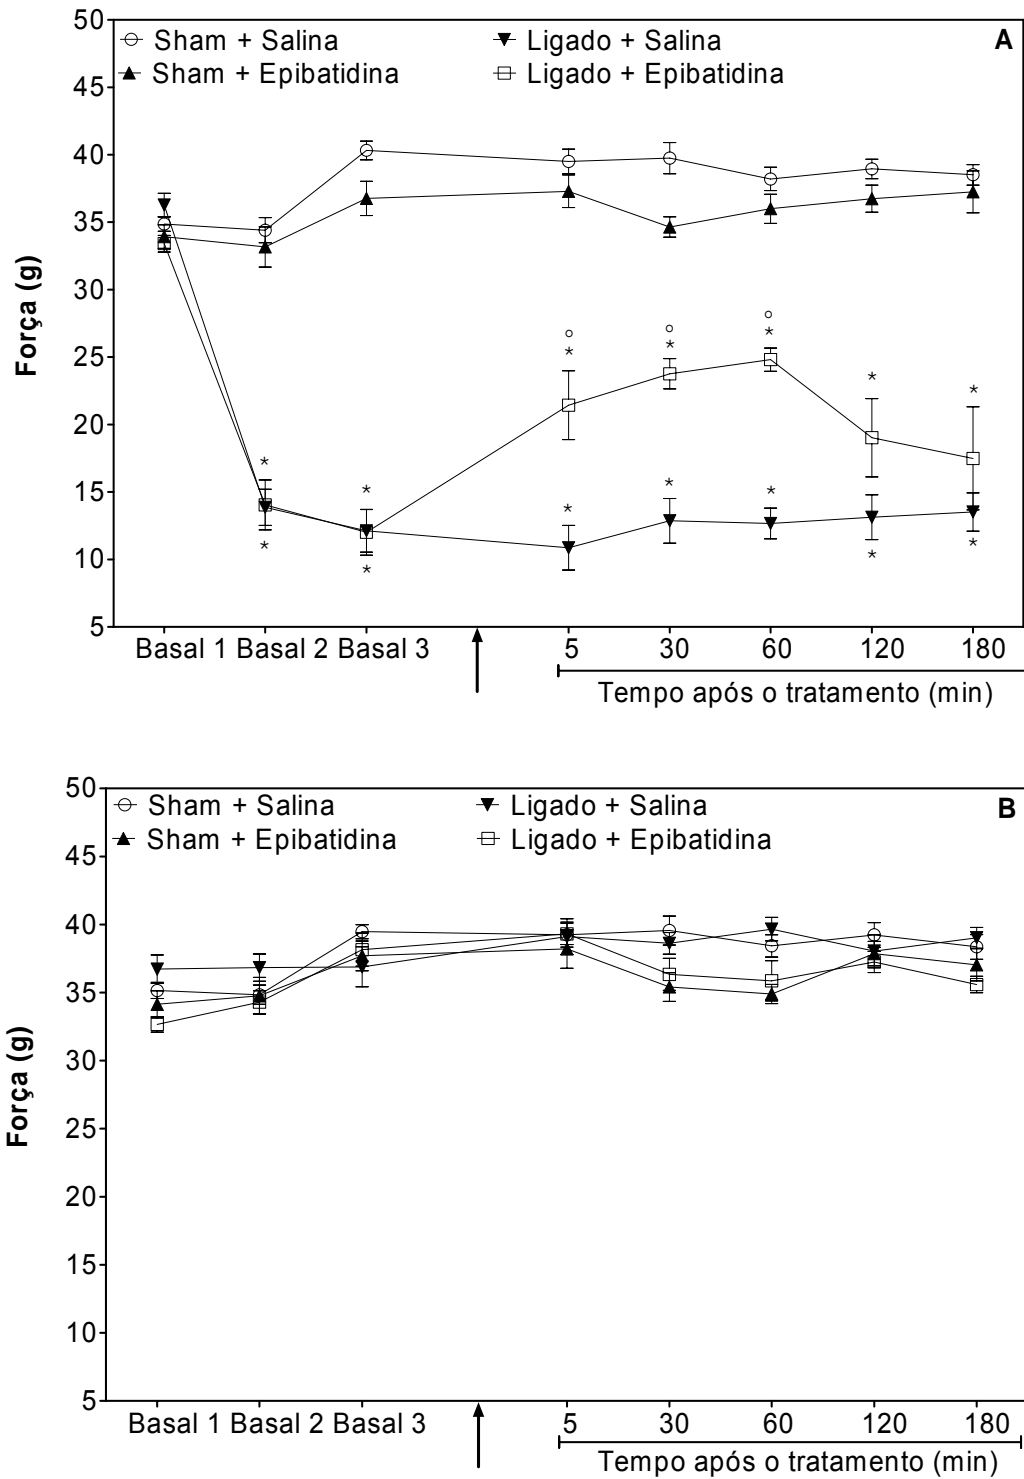 50
Sham + Salina Ligado + Salina A
Sham + Epibatidina Ligado + Epibatidina
45
40
35
30
25
20
15
10
5
Força (g)
° ° °
* * * * *
* * * * *
* * * *
Basal 1 Basal 2 Basal 3 5 30 60 120 180
Tempo após o tratamento (min)
50
Sham + Salina Ligado + Salina B
Sham + Epibatidina Ligado + Epibatidina
45
40
35
30
25
20
15
10
5
Força (g)
Basal 1 Basal 2 Basal 3 5 30 60 120 180
Tempo após o tratamento (min)